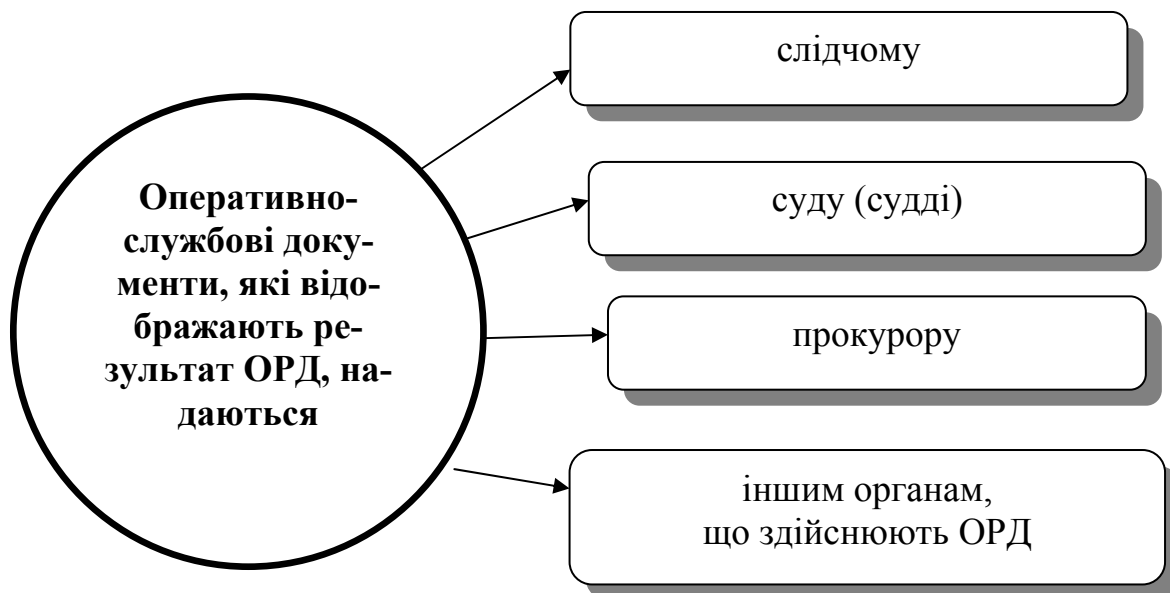 Оперативно-
службові доку-
менти, які відо-
бражають ре-
зультат ОРД, на-
даються
слідчому
суду (судді)
прокурору
іншим органам,
що здійснюють ОРД